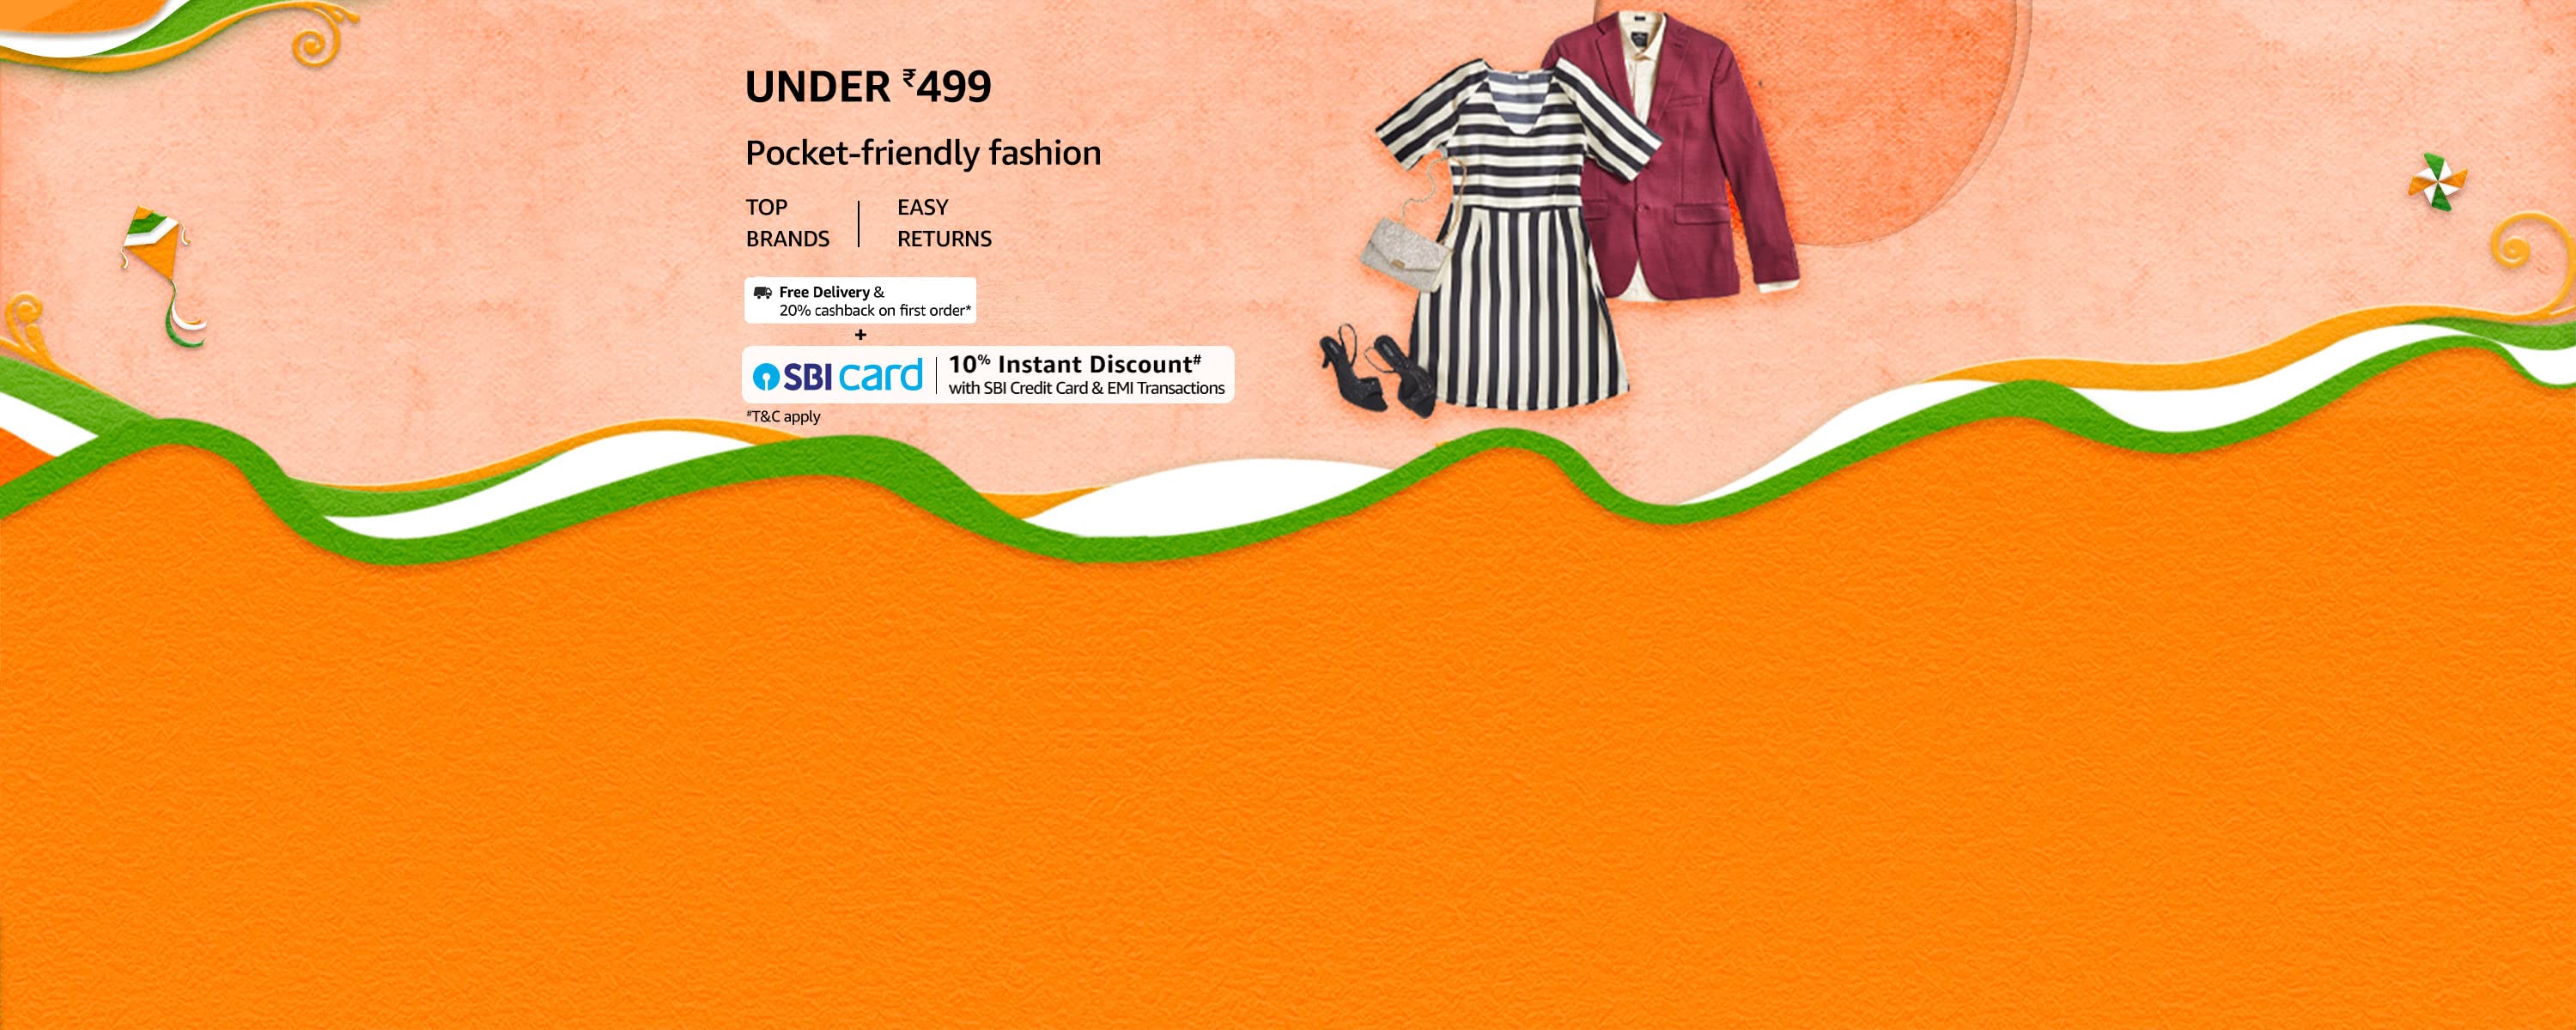 UNDER ₹499
Pocket-friendly fashion
TOP
BRANDS
EASY
RETURNS
Free Delivery &
20% cashback on first order*
+
SBI card
10% Instant Discount#
with SBI Credit Card & EMI Transactions
#T&C apply